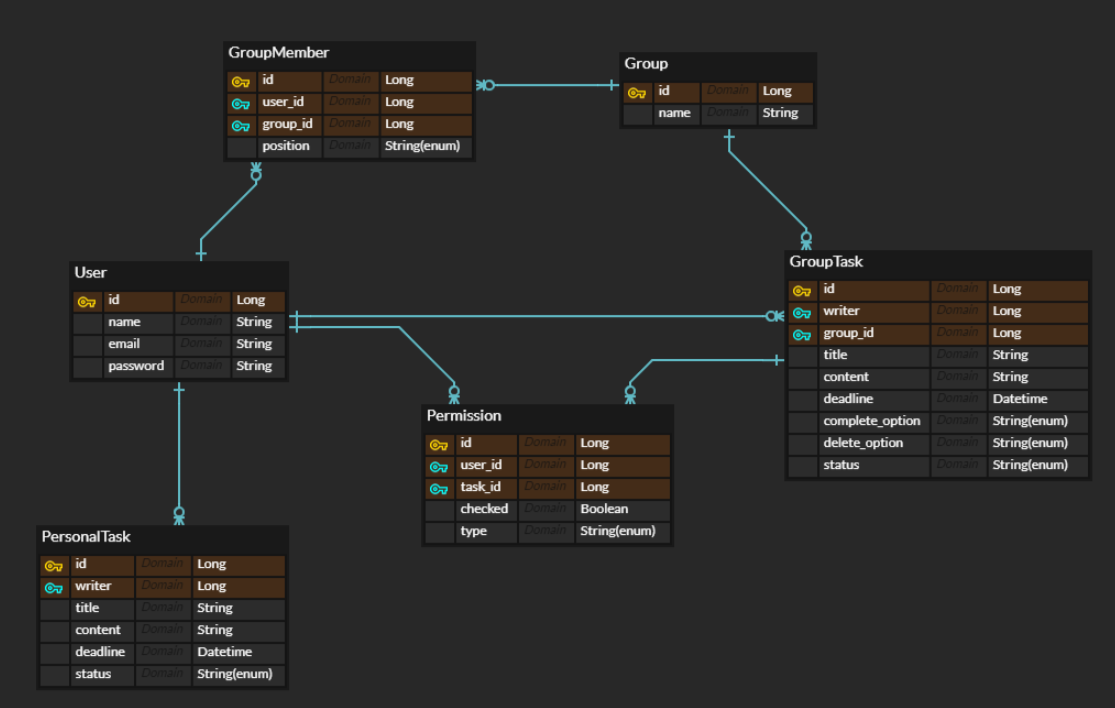 GroupMember
id Domain Long
user_id Domain Long
group_id Domain Long
position Domain String(enum)
Group
id Domain Long
name Domain String
User
id Domain Long
name Domain String
email Domain String
password Domain String
GroupTask
id Domain Long
writer Domain Long
group_id Domain Long
title Domain String
content Domain String
deadline Domain Datetime
complete_option Domain String(enum)
delete_option Domain String(enum)
status Domain String(enum)
Permission
id Domain Long
user_id Domain Long
task_id Domain Long
checked Domain Boolean
type Domain String(enum)
PersonalTask
id Domain Long
writer Domain Long
title Domain String
content Domain String
deadline Domain Datetime
status Domain String(enum)